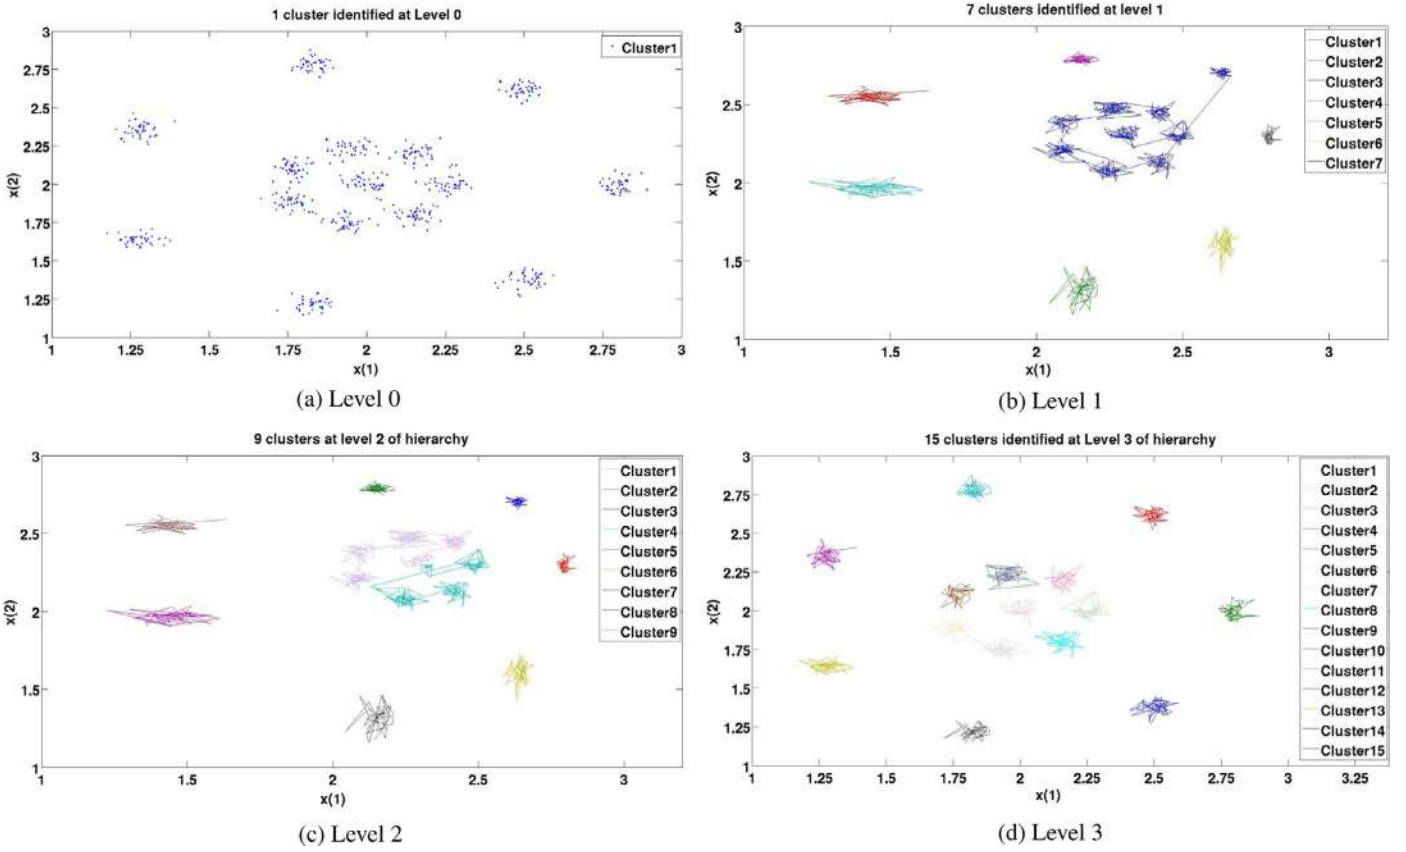 1 cluster identified at Level 0
3
2.75
2.5
2.25
2
1.75
1.5
1.25
1
x(2)
Cluster1
1
1.25
1.5
1.75
2
2.25
2.5
2.75
3
x(1)
(a) Level 0
7 clusters identified at level 1
3
2.5
2
1.5
1
x(2)
Cluster1
Cluster2
Cluster3
Cluster4
Cluster5
Cluster6
Cluster7
1
1.5
2
2.5
3
x(1)
(b) Level 1
9 clusters at level 2 of hierarchy
3
2.5
2
1.5
1
x(2)
Cluster1
Cluster2
Cluster3
Cluster4
Cluster5
Cluster6
Cluster7
Cluster8
Cluster9
1
1.5
2
2.5
3
x(1)
(c) Level 2
15 clusters identified at Level 3 of hierarchy
3
2.75
2.5
2.25
2
1.75
1.5
1.25
1
x(2)
Cluster1
Cluster2
Cluster3
Cluster4
Cluster5
Cluster6
Cluster7
Cluster8
Cluster9
Cluster10
Cluster11
Cluster12
Cluster13
Cluster14
Cluster15
1
1.25
1.5
1.75
2
2.25
2.5
2.75
3
3.25
x(1)
(d) Level 3